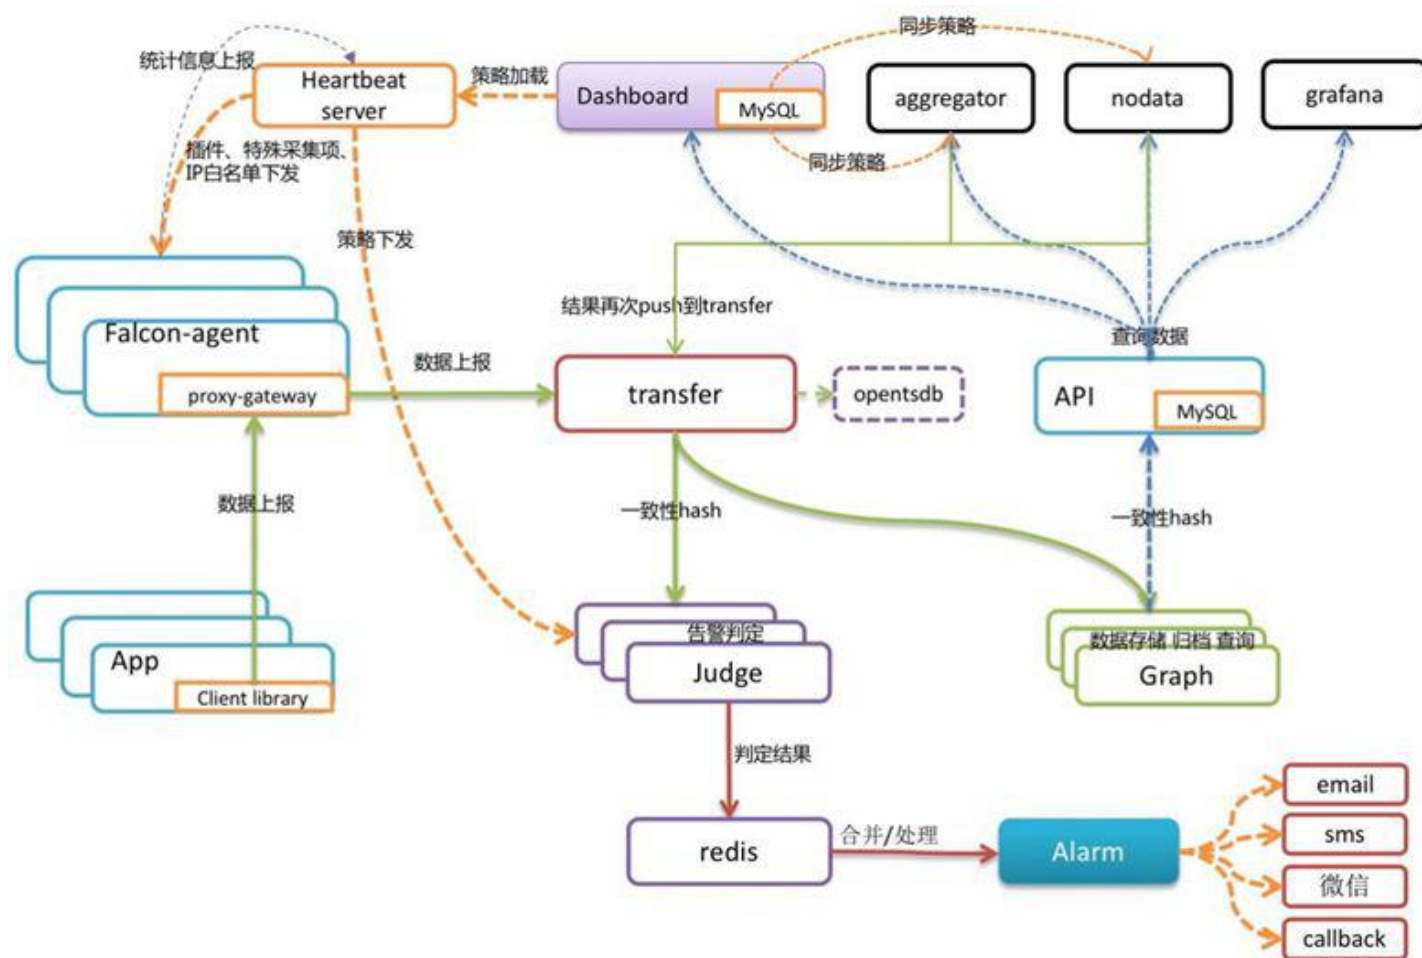 同步策略
统计信息上报
Heartbeat
server
策略加载
Dashboard
MySQL
aggregator
nodata
grafana
同步策略
插件、特殊采集项、
IP白名单下发
策略下发
结果再次push到transfer
Falcon-agent
proxy-gateway
数据上报
transfer
opentsdb
查询数据
API
MySQL
数据上报
一致性hash
一致性hash
App
Client library
告警判定
Judge
数据存储 归档 查询
Graph
判定结果
redis
合并/处理
Alarm
email
sms
微信
callback